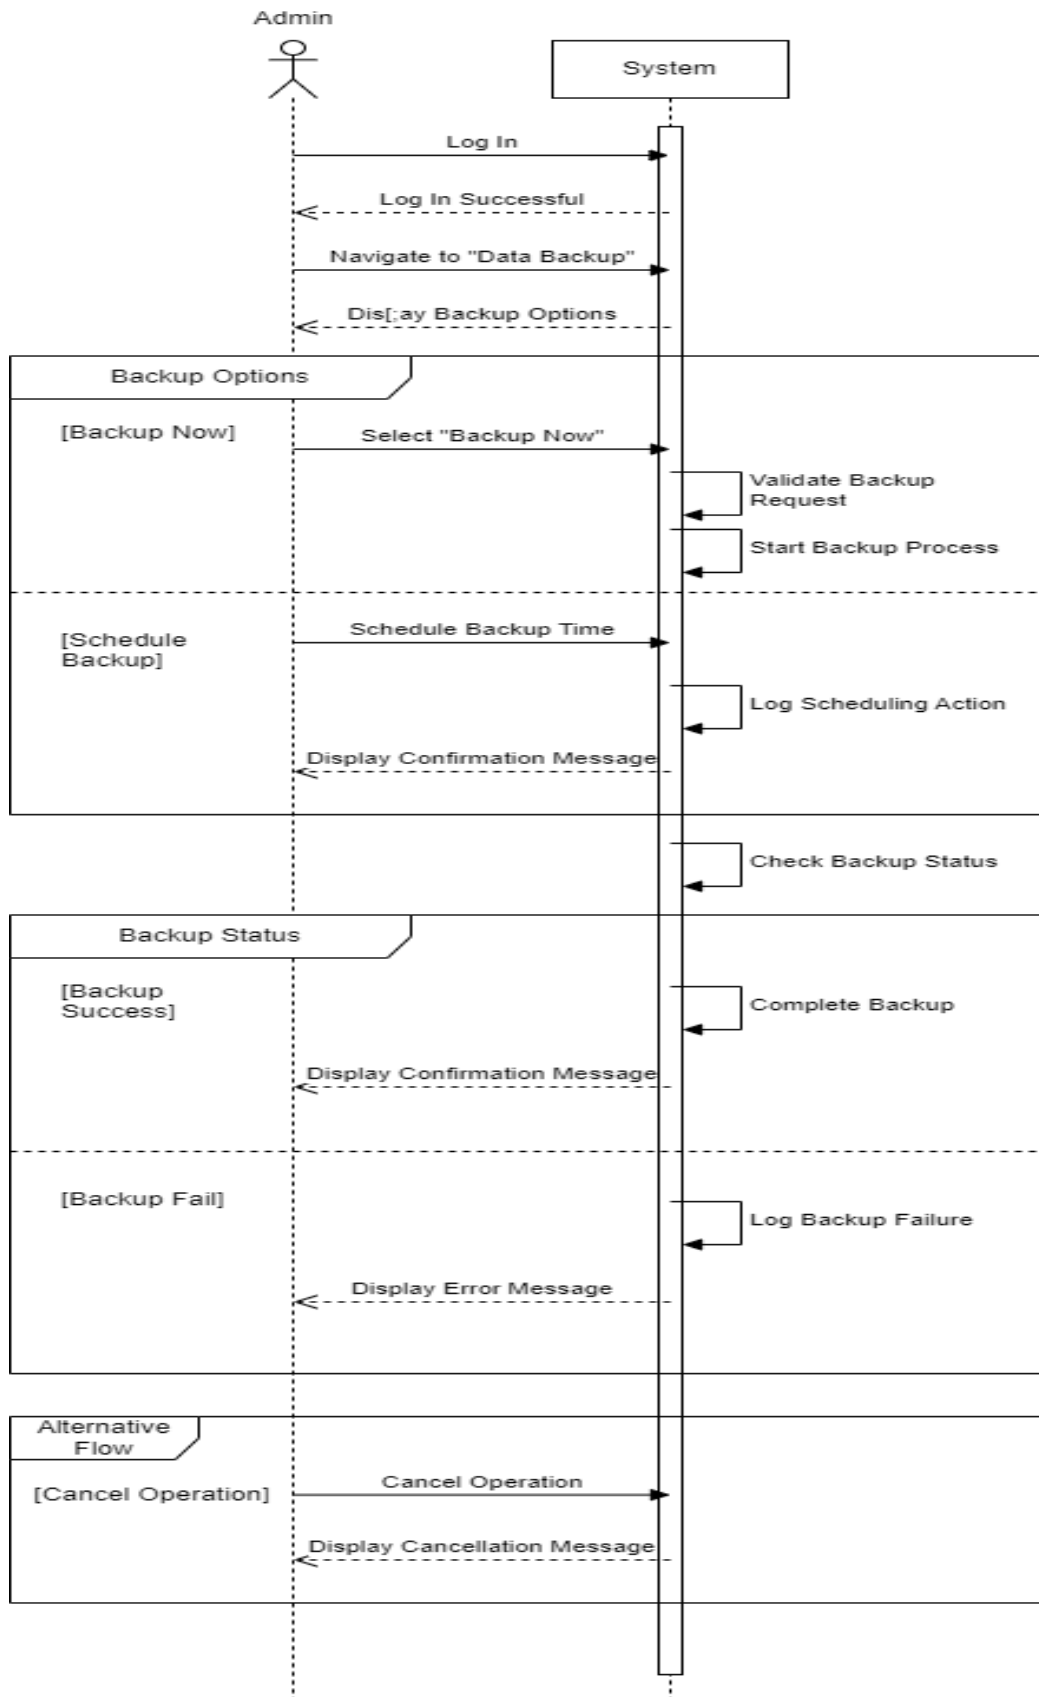 Admin
System
Log In
Log In Successful
Navigate to "Data Backup"
Dis[;ay Backup Options
Backup Options
[Backup Now]
Select "Backup Now"
Validate Backup
Request
Start Backup Process
[Schedule
Backup]
Schedule Backup Time
Log Scheduling Action
Display Confirmation Message
Check Backup Status
Backup Status
[Backup
Success]
Complete Backup
Display Confirmation Message
[Backup Fail]
Log Backup Failure
Display Error Message
Alternative
Flow
[Cancel Operation]
Cancel Operation
Display Cancellation Message